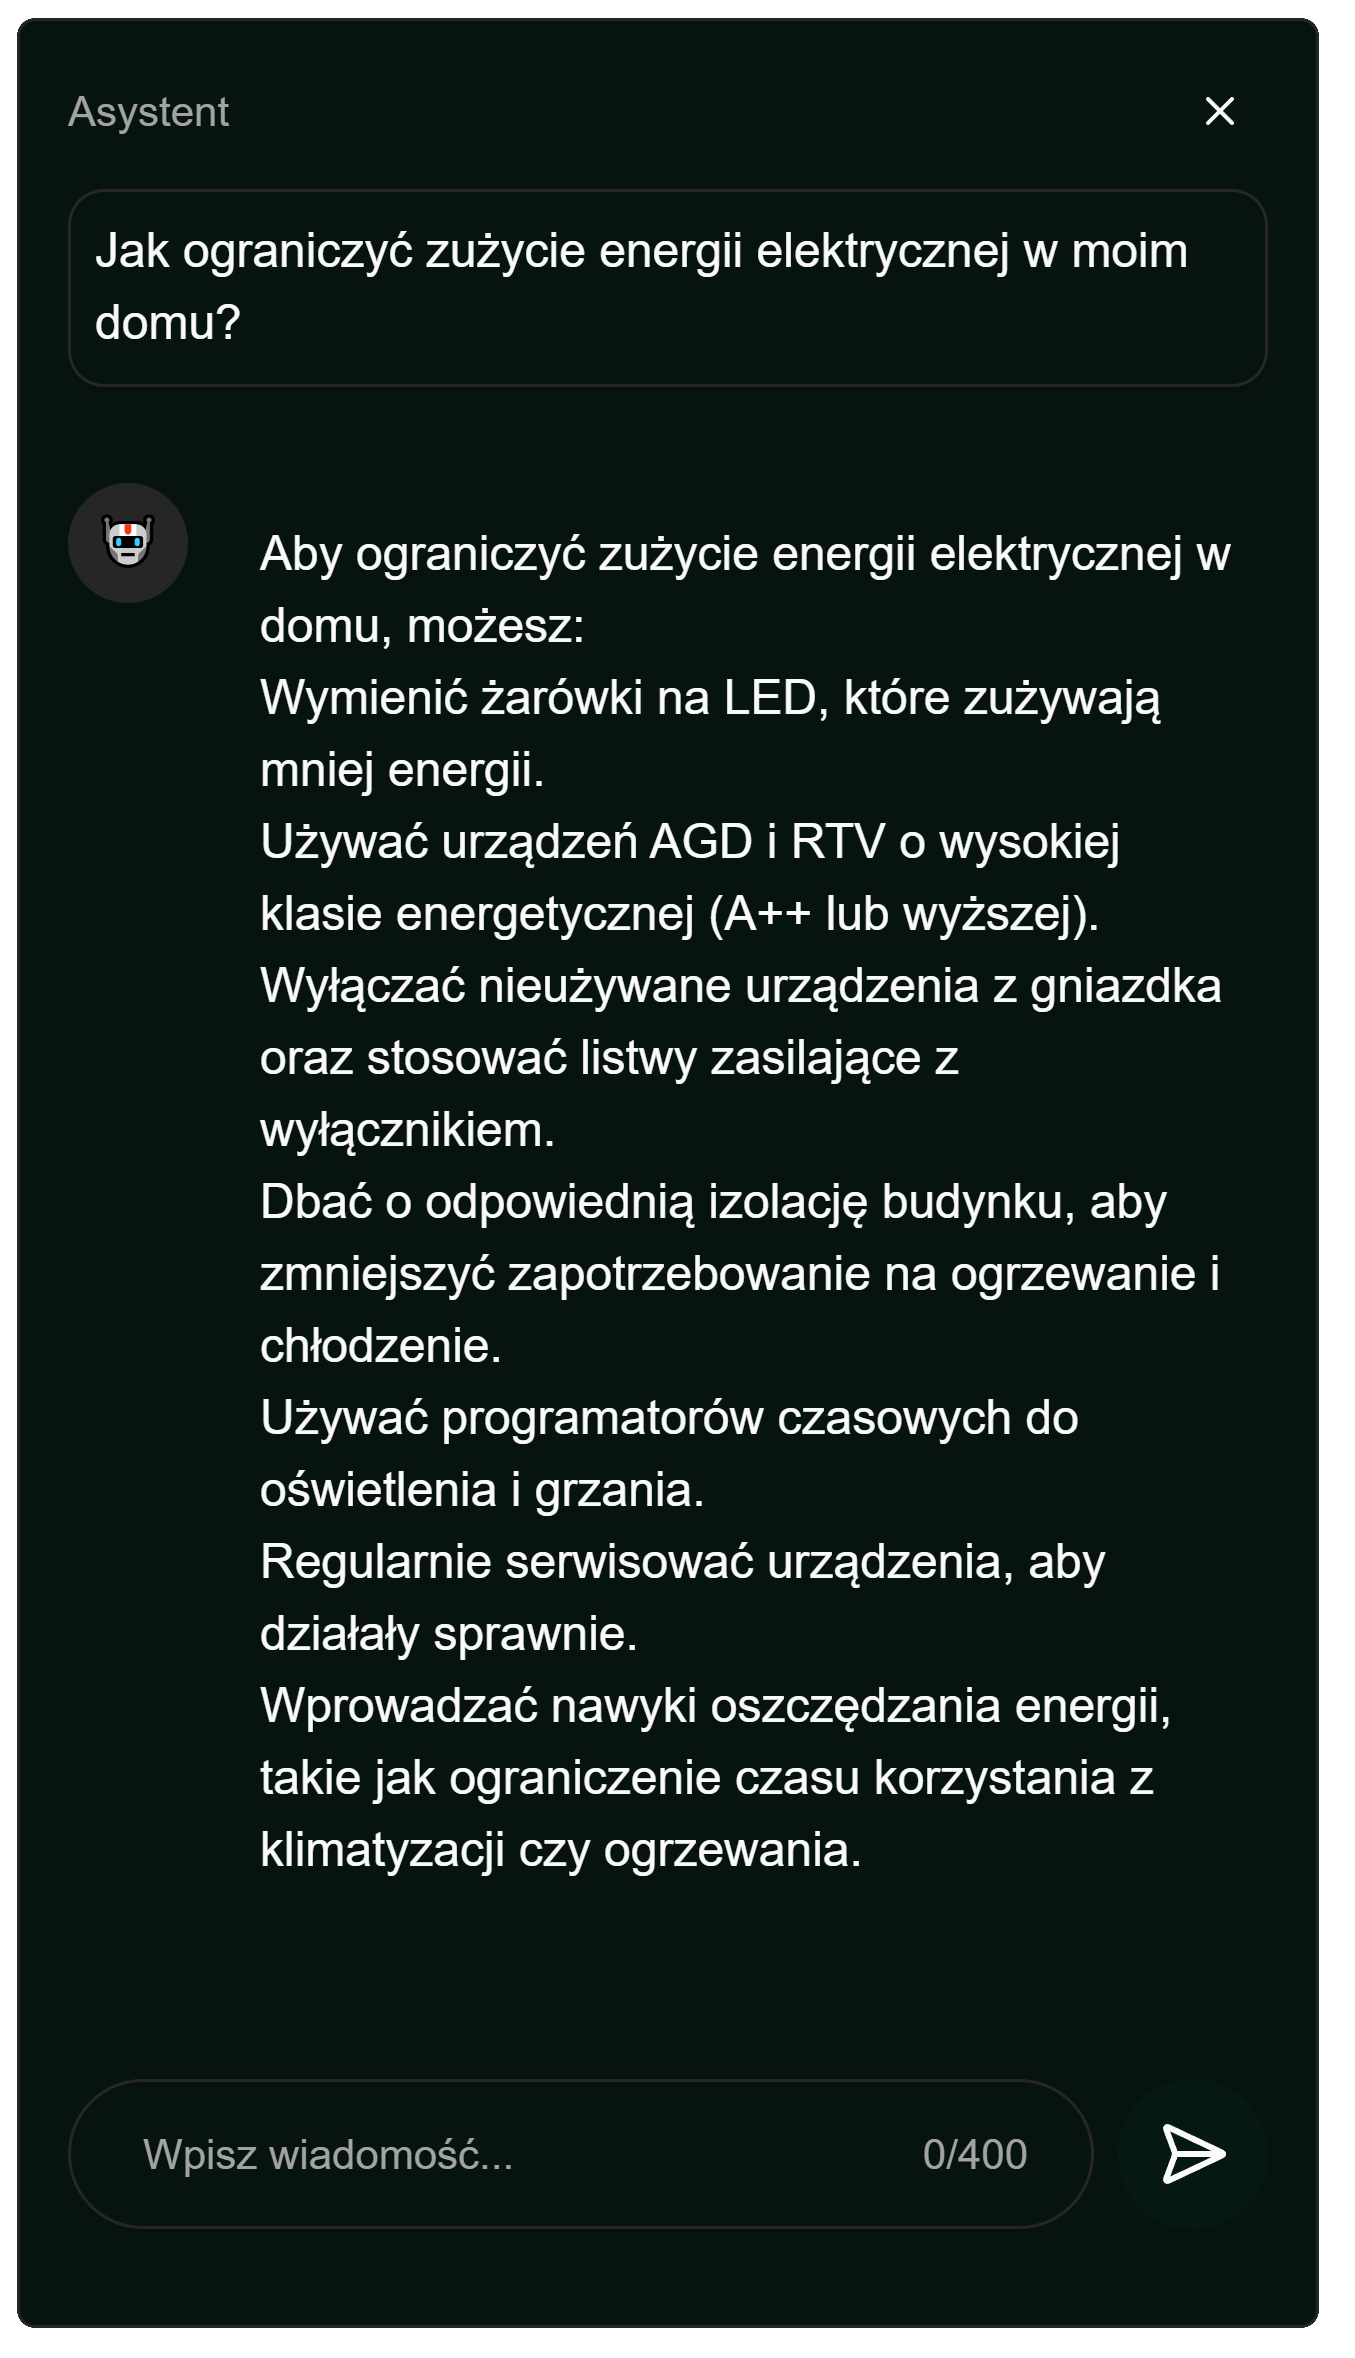 Asystent
Jak ograniczyć zużycie energii elektrycznej w moim
domu?
Aby ograniczyć zużycie energii elektrycznej w
domu, możesz:
Wymienić żarówki na LED, które zużywają
mniej energii.
Używać urządzeń AGD i RTV o wysokiej
klasie energetycznej (A++ lub wyższej).
Wyłączać nieużywane urządzenia z gniazdka
oraz stosować listwy zasilające z
wyłącznikiem.
Dbać o odpowiednią izolację budynku, aby
zmniejszyć zapotrzebowanie na ogrzewanie i
chłodzenie.
Używać programatorów czasowych do
oświetlenia i grzania.
Regularnie serwisować urządzenia, aby
działały sprawnie.
Wprowadzać nawyki oszczędzania energii,
takie jak ograniczenie czasu korzystania z
klimatyzacji czy ogrzewania.
Wpisz wiadomość... 0/400